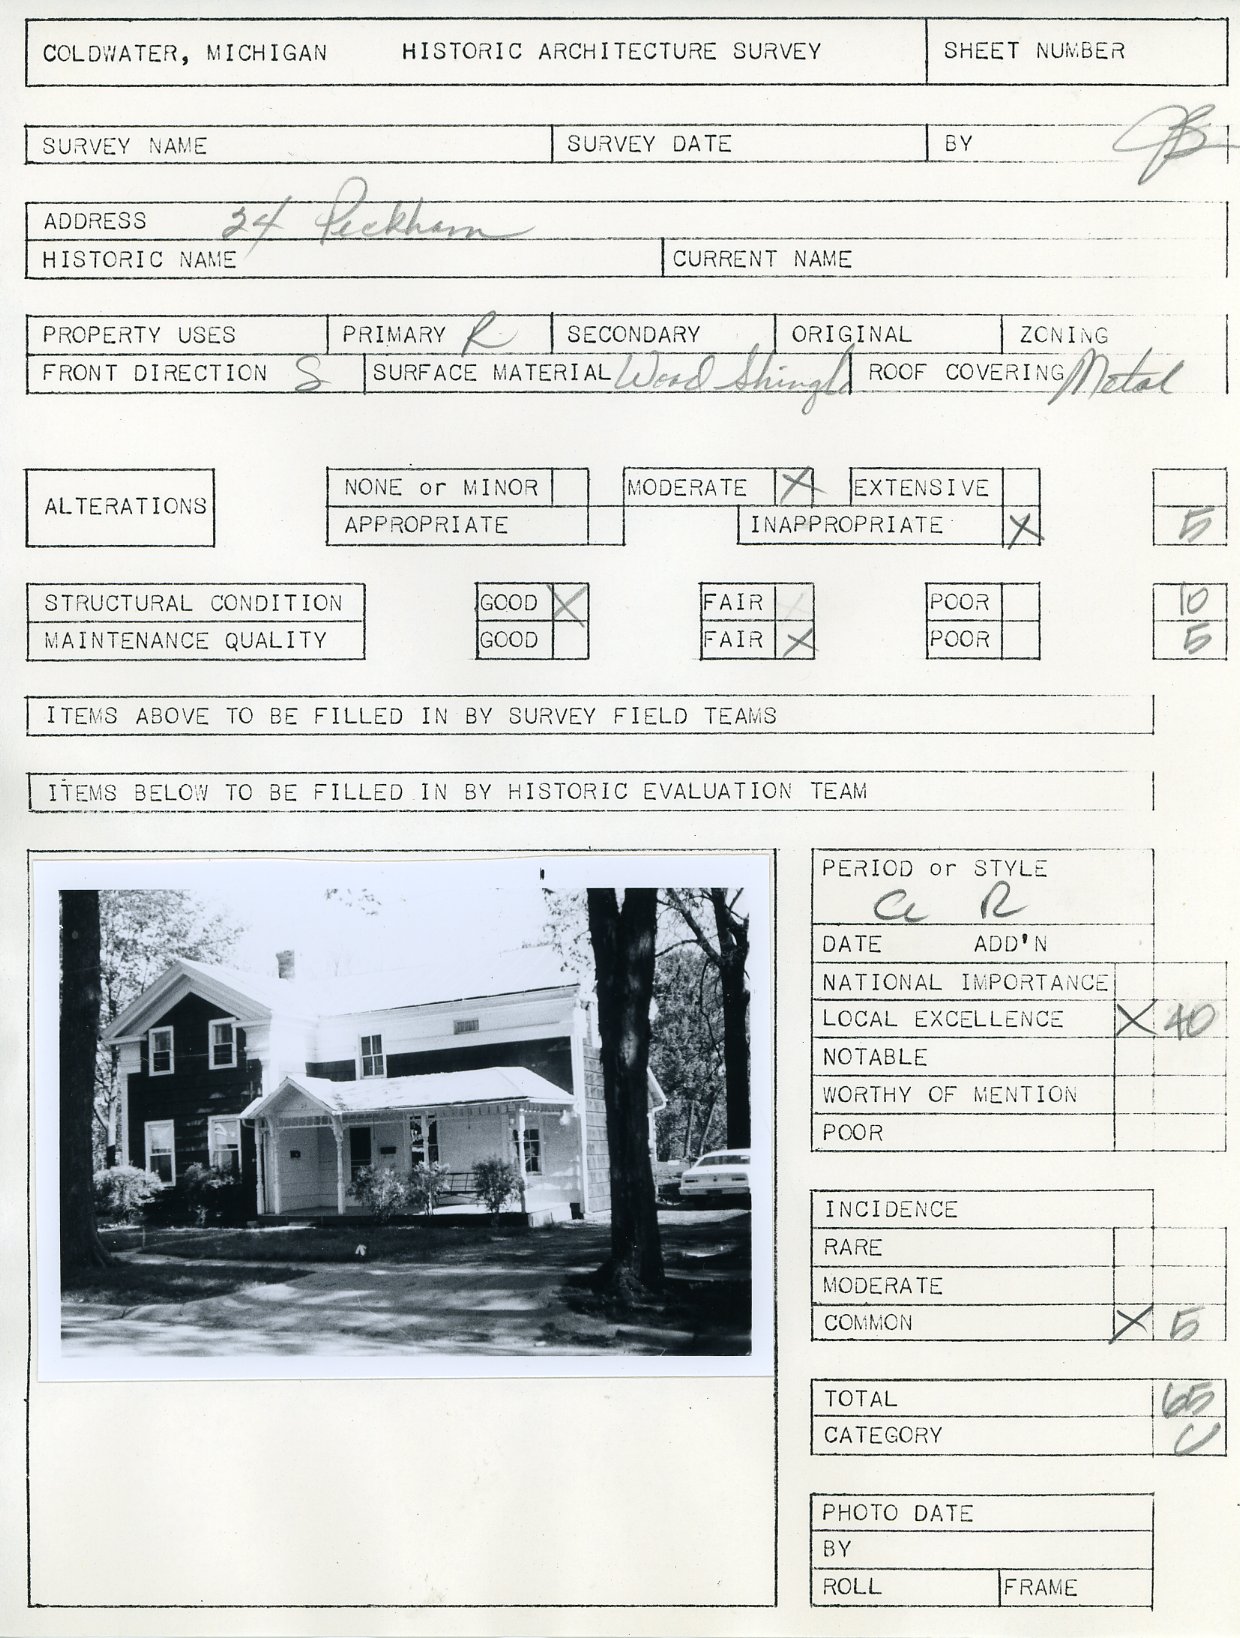 COLDWATER, MICHIGAN HISTORIC ARCHITECTURE SURVEY SHEET NUMBER
SURVEY NAME SURVEY DATE BY JB
ADDRESS 24 Peckham
HISTORIC NAME CURRENT NAME
PROPERTY USES PRIMARY R SECONDARY ORIGINAL ZONING
FRONT DIRECTION S SURFACE MATERIAL Wood Shingle ROOF COVERING Metal
ALTERATIONS NONE or MINOR MODERATE X EXTENSIVE
APPROPRIATE INAPPROPRIATE X 5
STRUCTURAL CONDITION GOOD X FAIR POOR 10
MAINTENANCE QUALITY GOOD FAIR X POOR 5
ITEMS ABOVE TO BE FILLED IN BY SURVEY FIELD TEAMS
ITEMS BELOW TO BE FILLED IN BY HISTORIC EVALUATION TEAM
PERIOD or STYLE
R
DATE ADD'N
NATIONAL IMPORTANCE
LOCAL EXCELLENCE X 40
NOTABLE
WORTHY OF MENTION
POOR
INCIDENCE
RARE
MODERATE
COMMON X 5
TOTAL 65
CATEGORY
PHOTO DATE
BY
ROLL FRAME